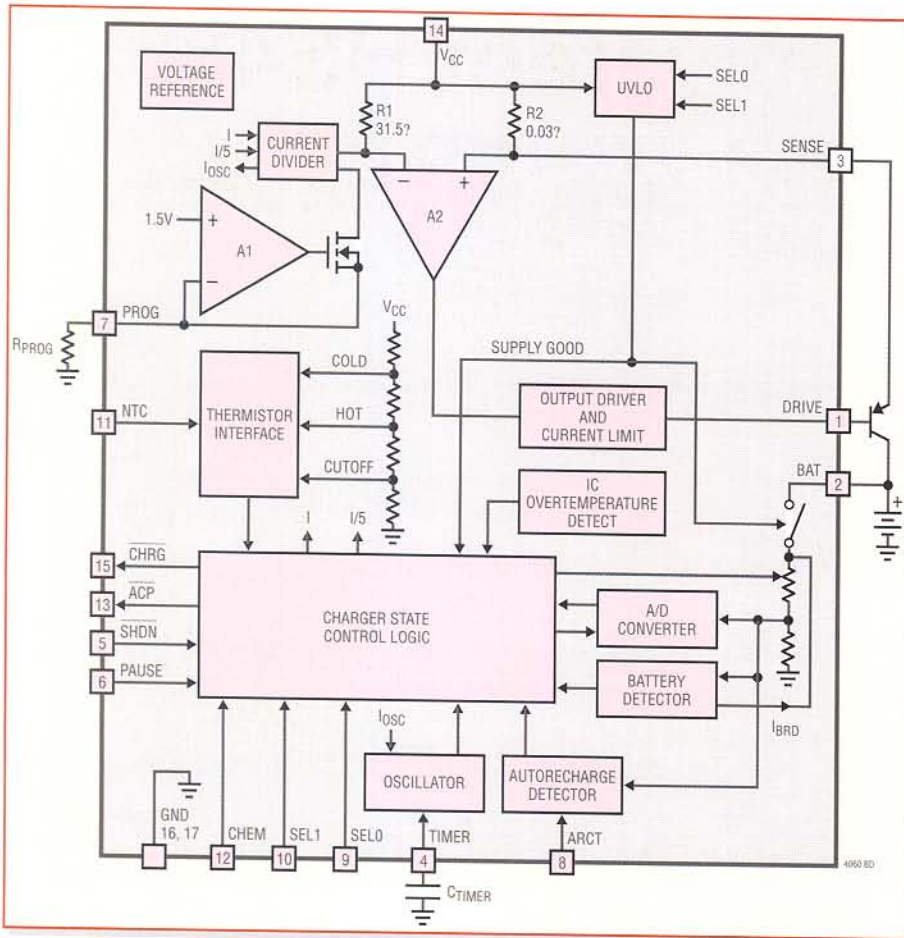 14
VCC
VOLTAGE
REFERENCE
UVLO
SEL0
SEL1
R1
31.5?
R2
0.03?
I
I/5
IOSC
CURRENT
DIVIDER
SENSE
3
1.5V
+
−
A1
−
+
A2
7
PROG
RPROG
VCC
SUPPLY GOOD
COLD
HOT
CUTOFF
11
NTC
THERMISTOR
INTERFACE
OUTPUT DRIVER
AND
CURRENT LIMIT
DRIVE
1
BAT
2
+
IC
OVERTEMPERATURE
DETECT
I
I/5
15
CHRG
13
ACP
5
SHDN
6
PAUSE
CHARGER STATE
CONTROL LOGIC
A/D
CONVERTER
BATTERY
DETECTOR
IBRD
IOSC
OSCILLATOR
AUTORECHARGE
DETECTOR
GND
16, 17
CHEM
12
SEL1
10
SEL0
9
TIMER
4
ARCT
8
CTIMER
4060 BD